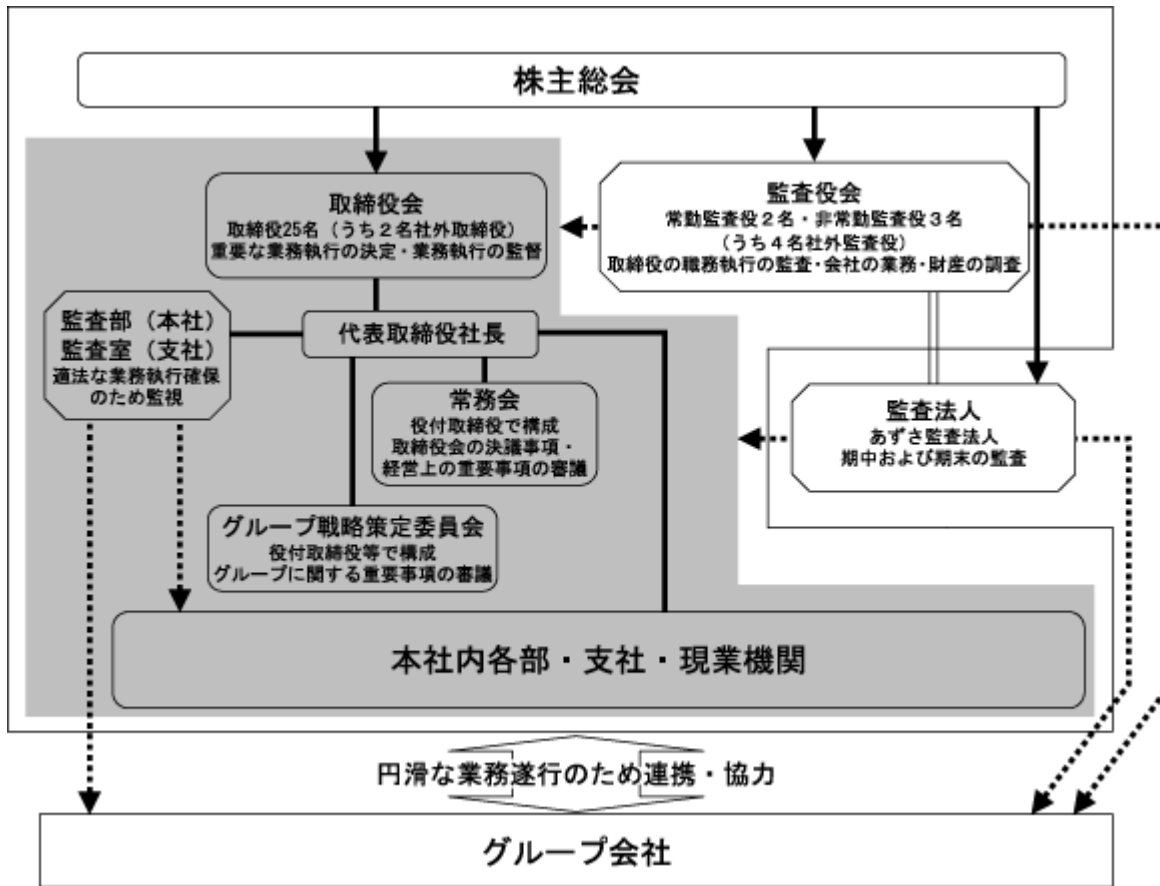 株主総会
取締役会
取締役25名（うち２名社外取締役）
重要な業務執行の決定・業務執行の監督
監査役会
常勤監査役２名・非常勤監査役３名
（うち４名社外監査役）
取締役の職務執行の監査・会社の業務・財産の調査
監査部（本社）
監査室（支社）
適法な業務執行確保
のため監視
代表取締役社長
常務会
役付取締役で構成
取締役会の決議事項・
経営上の重要事項の審議
監査法人
あずさ監査法人
期中および期末の監査
グループ戦略策定委員会
役付取締役等で構成
グループに関する重要事項の審議
本社内各部・支社・現業機関
円滑な業務遂行のため連携・協力
グループ会社